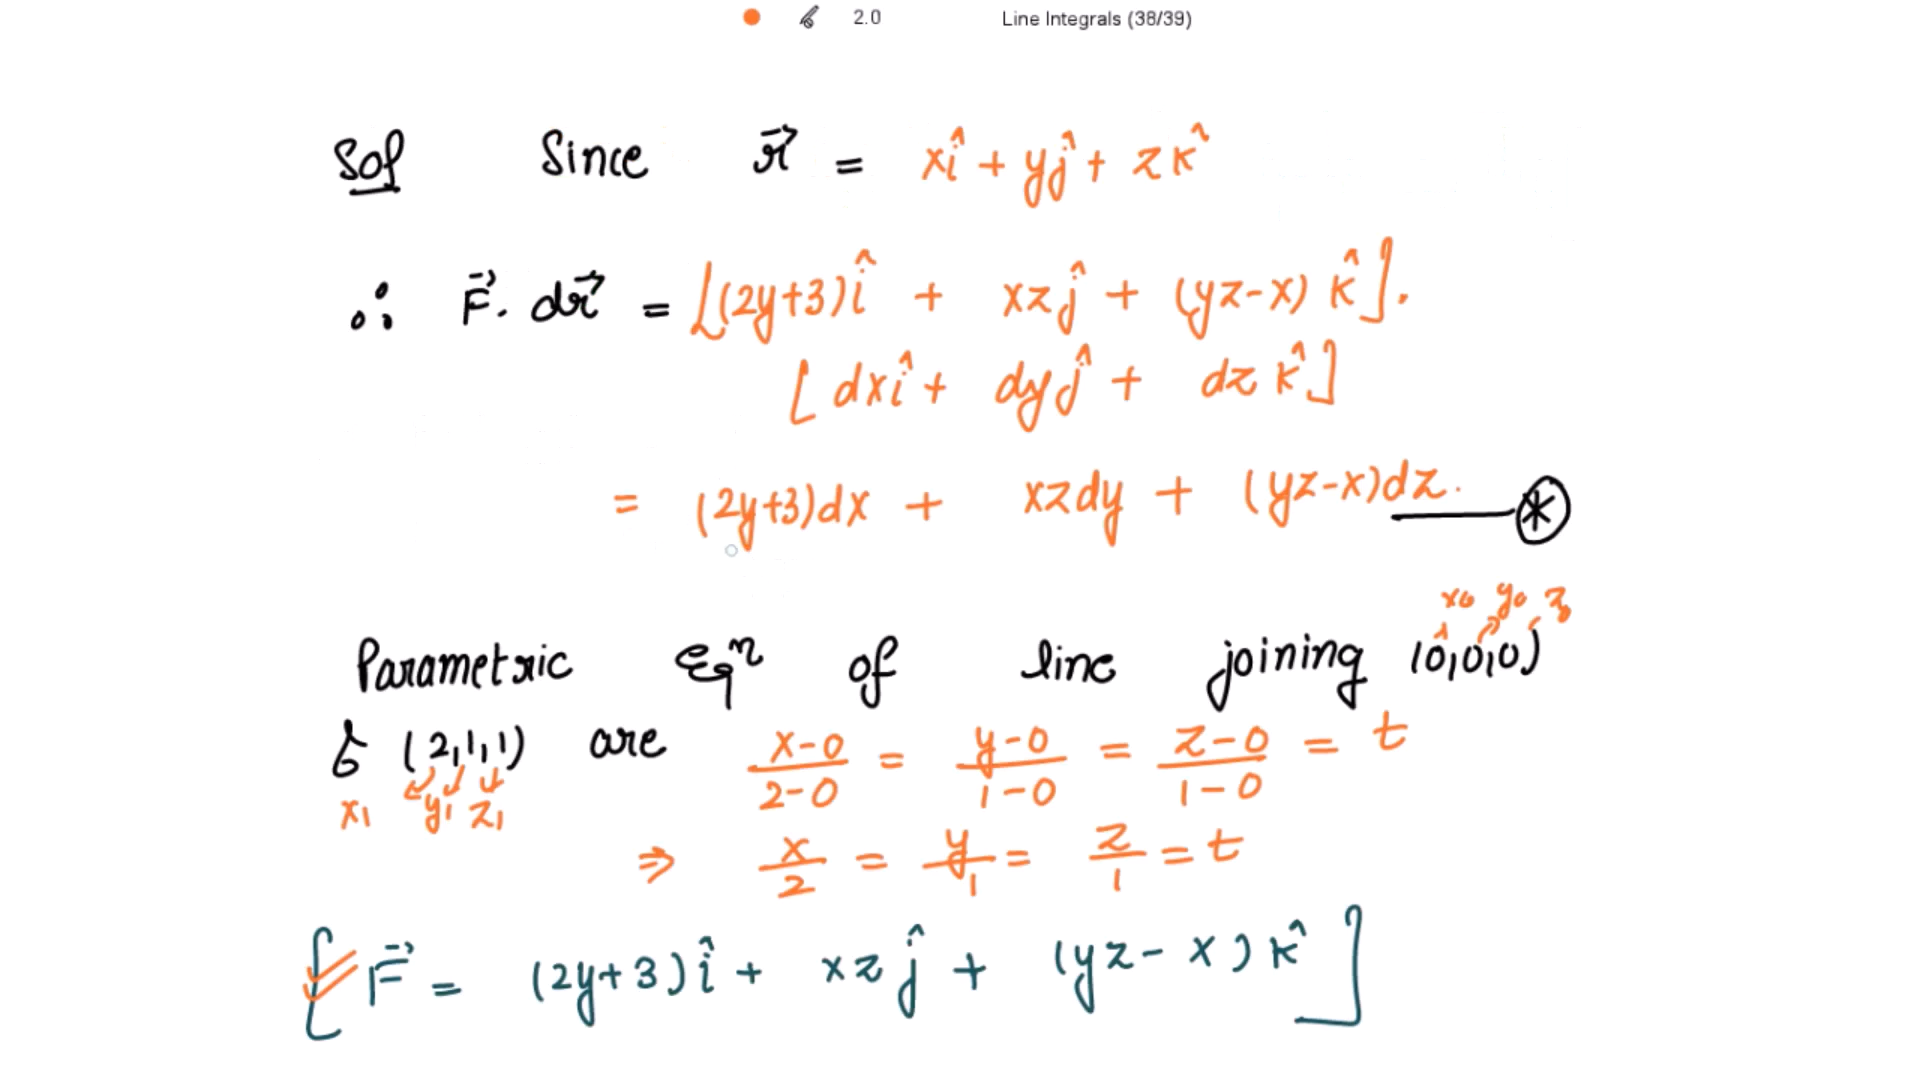 2.0 Line Integrals (38/39)
Sol Since r⃗ = xî + yĵ + zk̂
∴ F⃗. dr⃗ = [(2y+3)î + xzĵ + (yz-x) k̂].
[dxî + dyĵ + dz k̂]
= (2y+3)dx + xzdy + (yz-x)dz. ⊛
x₀ y₀ z₀
Parametric Eqⁿ of line joining (0,0,0)
& (2,1,1) are (x-0)/(2-0) = (y-0)/(1-0) = (z-0)/(1-0) = t
x₁ y₁ z₁
⇒ x/2 = y/1 = z/1 = t
[F⃗ = (2y+3)î + xzĵ + (yz-x)k̂]